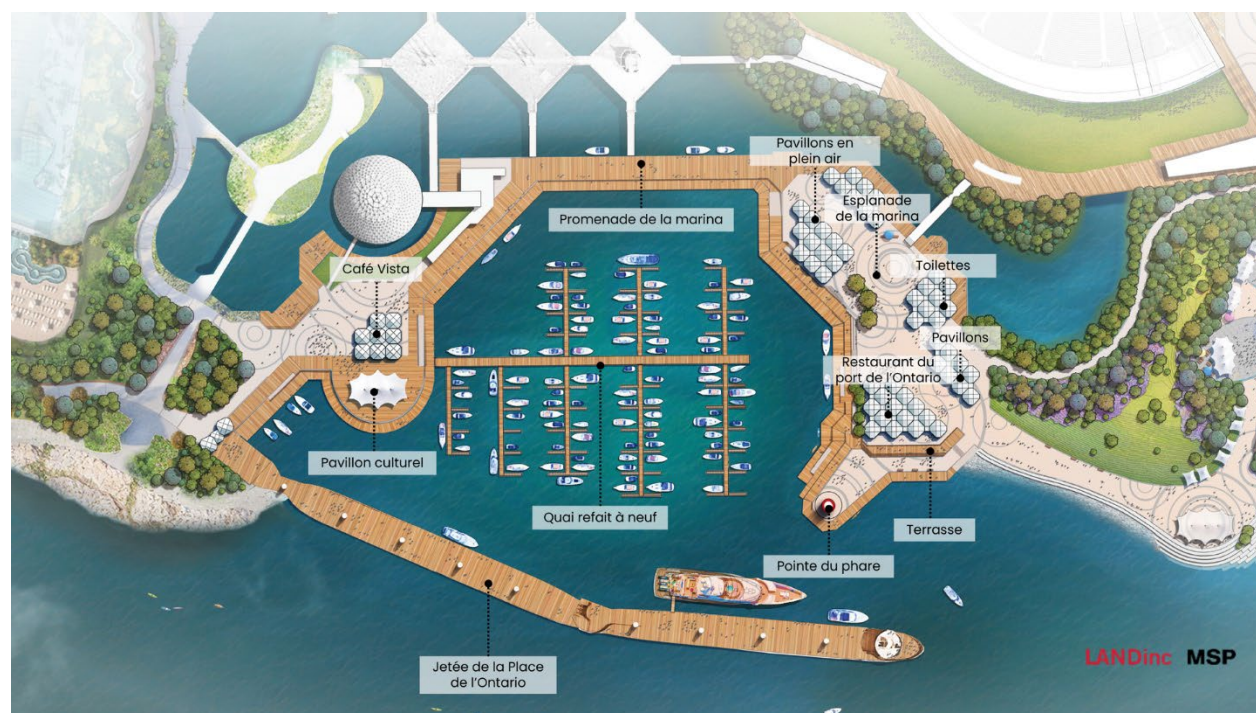 Pavillons en
plein air
Esplanade
de la marina
Promenade de la marina
Café Vista
Toilettes
Pavillons
Restaurant du
port de l'Ontario
Pavillon culturel
Quai refait à neuf
Terrasse
Pointe du phare
Jetée de la Place
de l'Ontario
LANDinc MSP